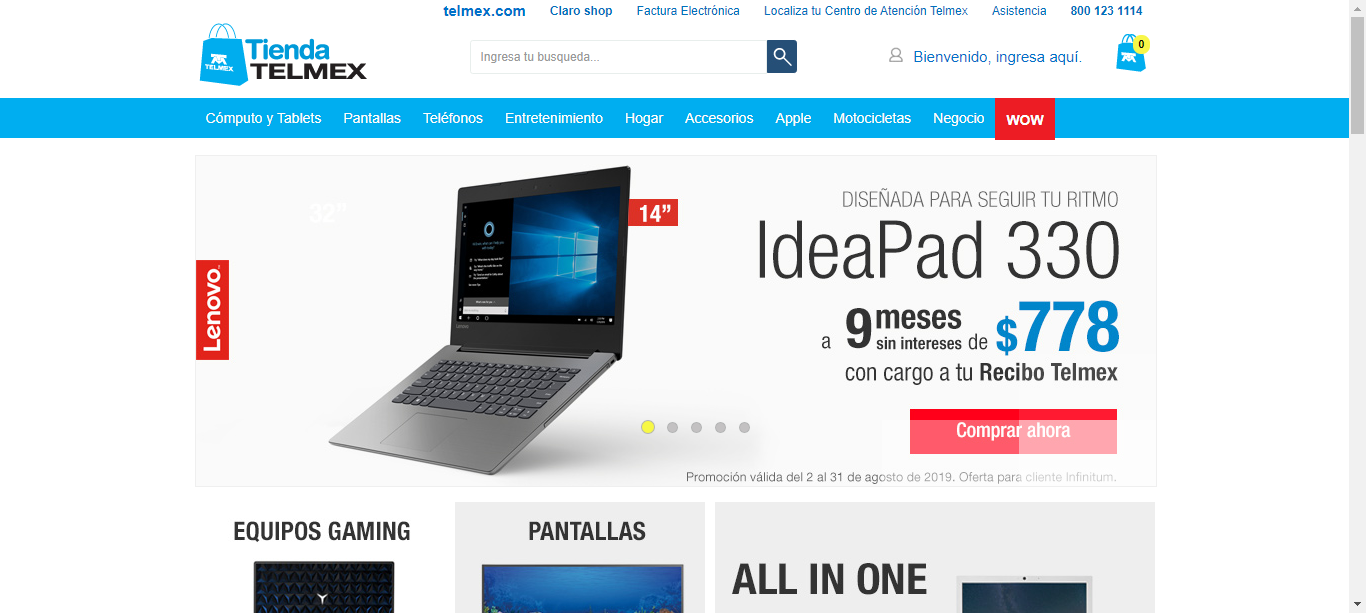 telmex.com Claro shop Factura Electrónica Localiza tu Centro de Atención Telmex Asistencia 800 123 1114
Tienda
TELMEX
TELMEX
Ingresa tu busqueda...
Bienvenido, ingresa aquí.
0
Cómputo y Tablets Pantallas Teléfonos Entretenimiento Hogar Accesorios Apple Motocicletas Negocio WOW
32”
14”
Lenovo
DISEÑADA PARA SEGUIR TU RITMO
IdeaPad 330
a 9 meses sin intereses de $778
con cargo a tu Recibo Telmex
Comprar ahora
Promoción válida del 2 al 31 de agosto de 2019. Oferta para cliente Infinitum.
EQUIPOS GAMING
PANTALLAS
ALL IN ONE